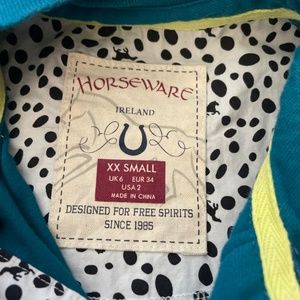 HORSEWARE
IRELAND
XX SMALL
UK 6 EUR 34
USA 2
MADE IN CHINA
DESIGNED FOR FREE SPIRITS
SINCE 1985